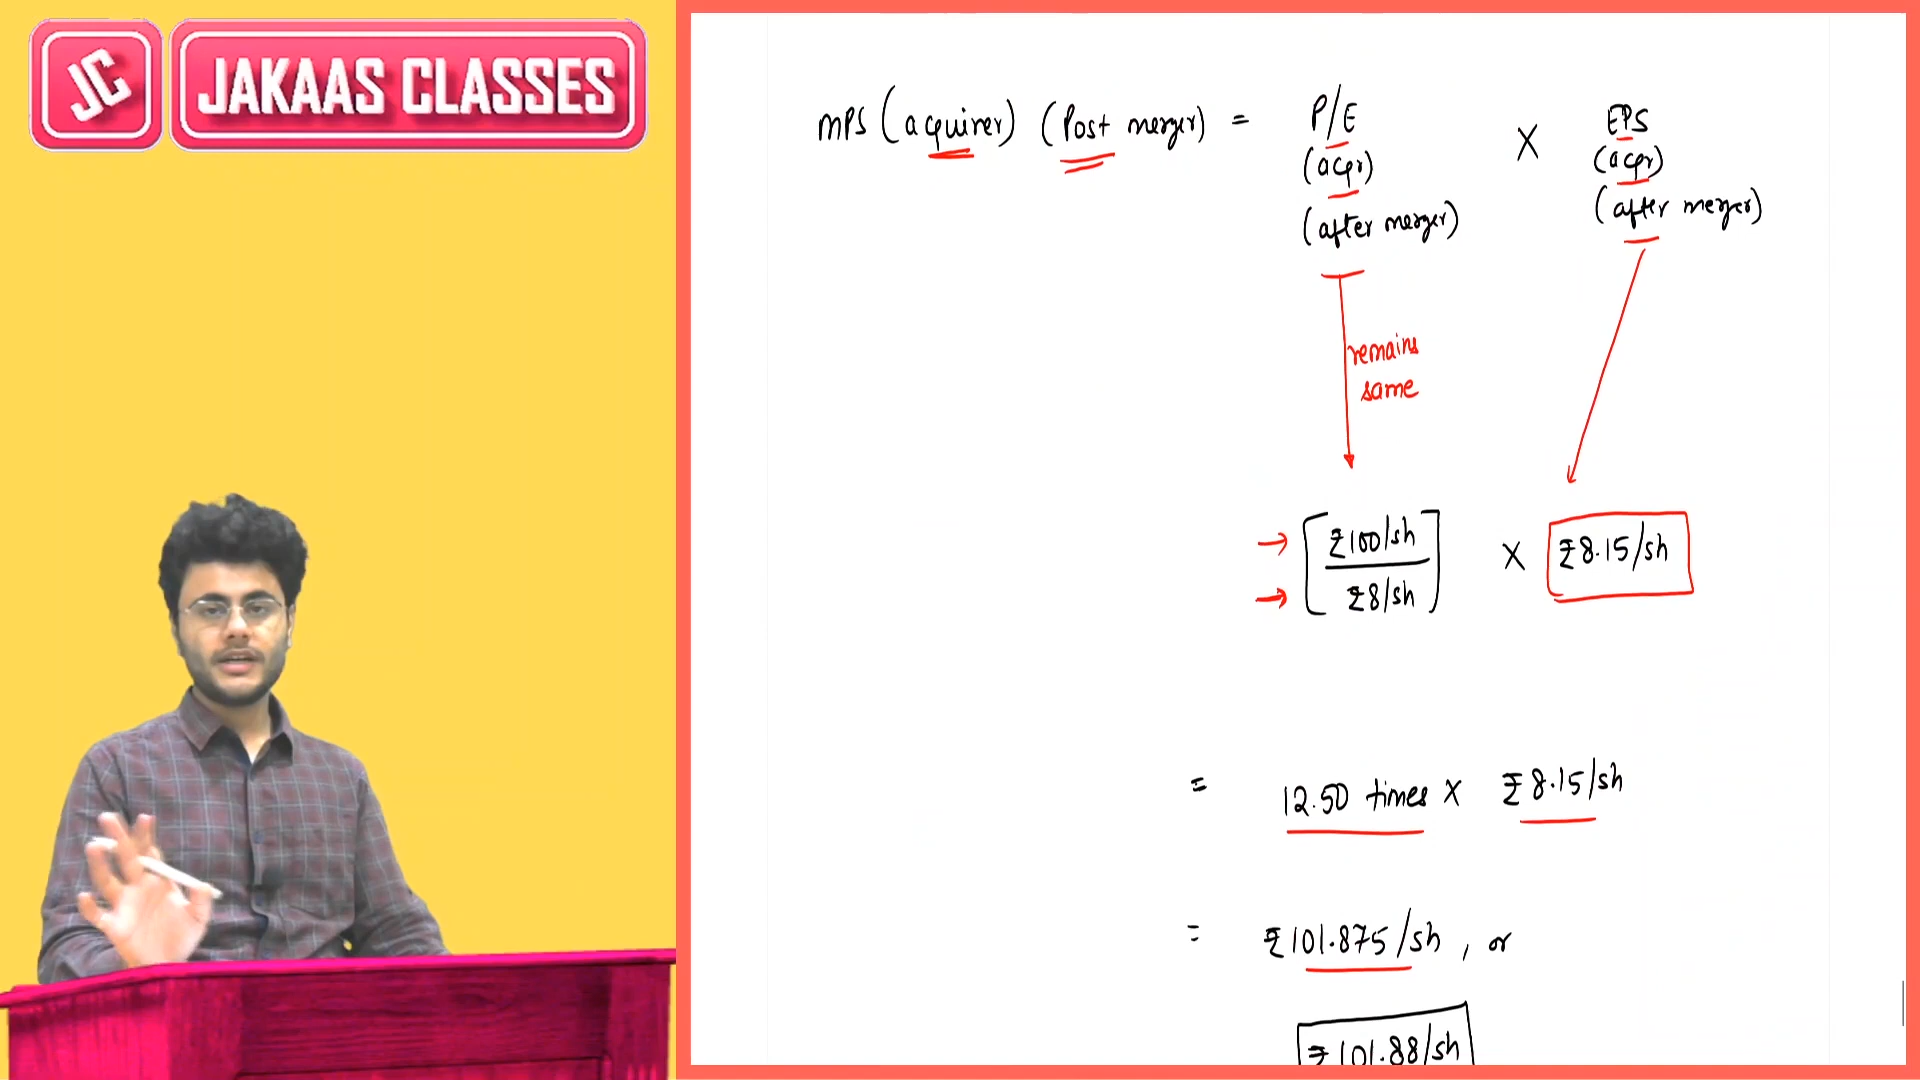 JC JAKAAS CLASSES
MPS (acquirer) (Post merger) = P/E × EPS
(acqr) (acqr)
(after merger) (after merger)
remains
same
→ [₹100/sh
→ ₹8/sh] × ₹8.15/sh
= 12.50 times × ₹8.15/sh
= ₹101.875/sh, or
₹101.88/sh